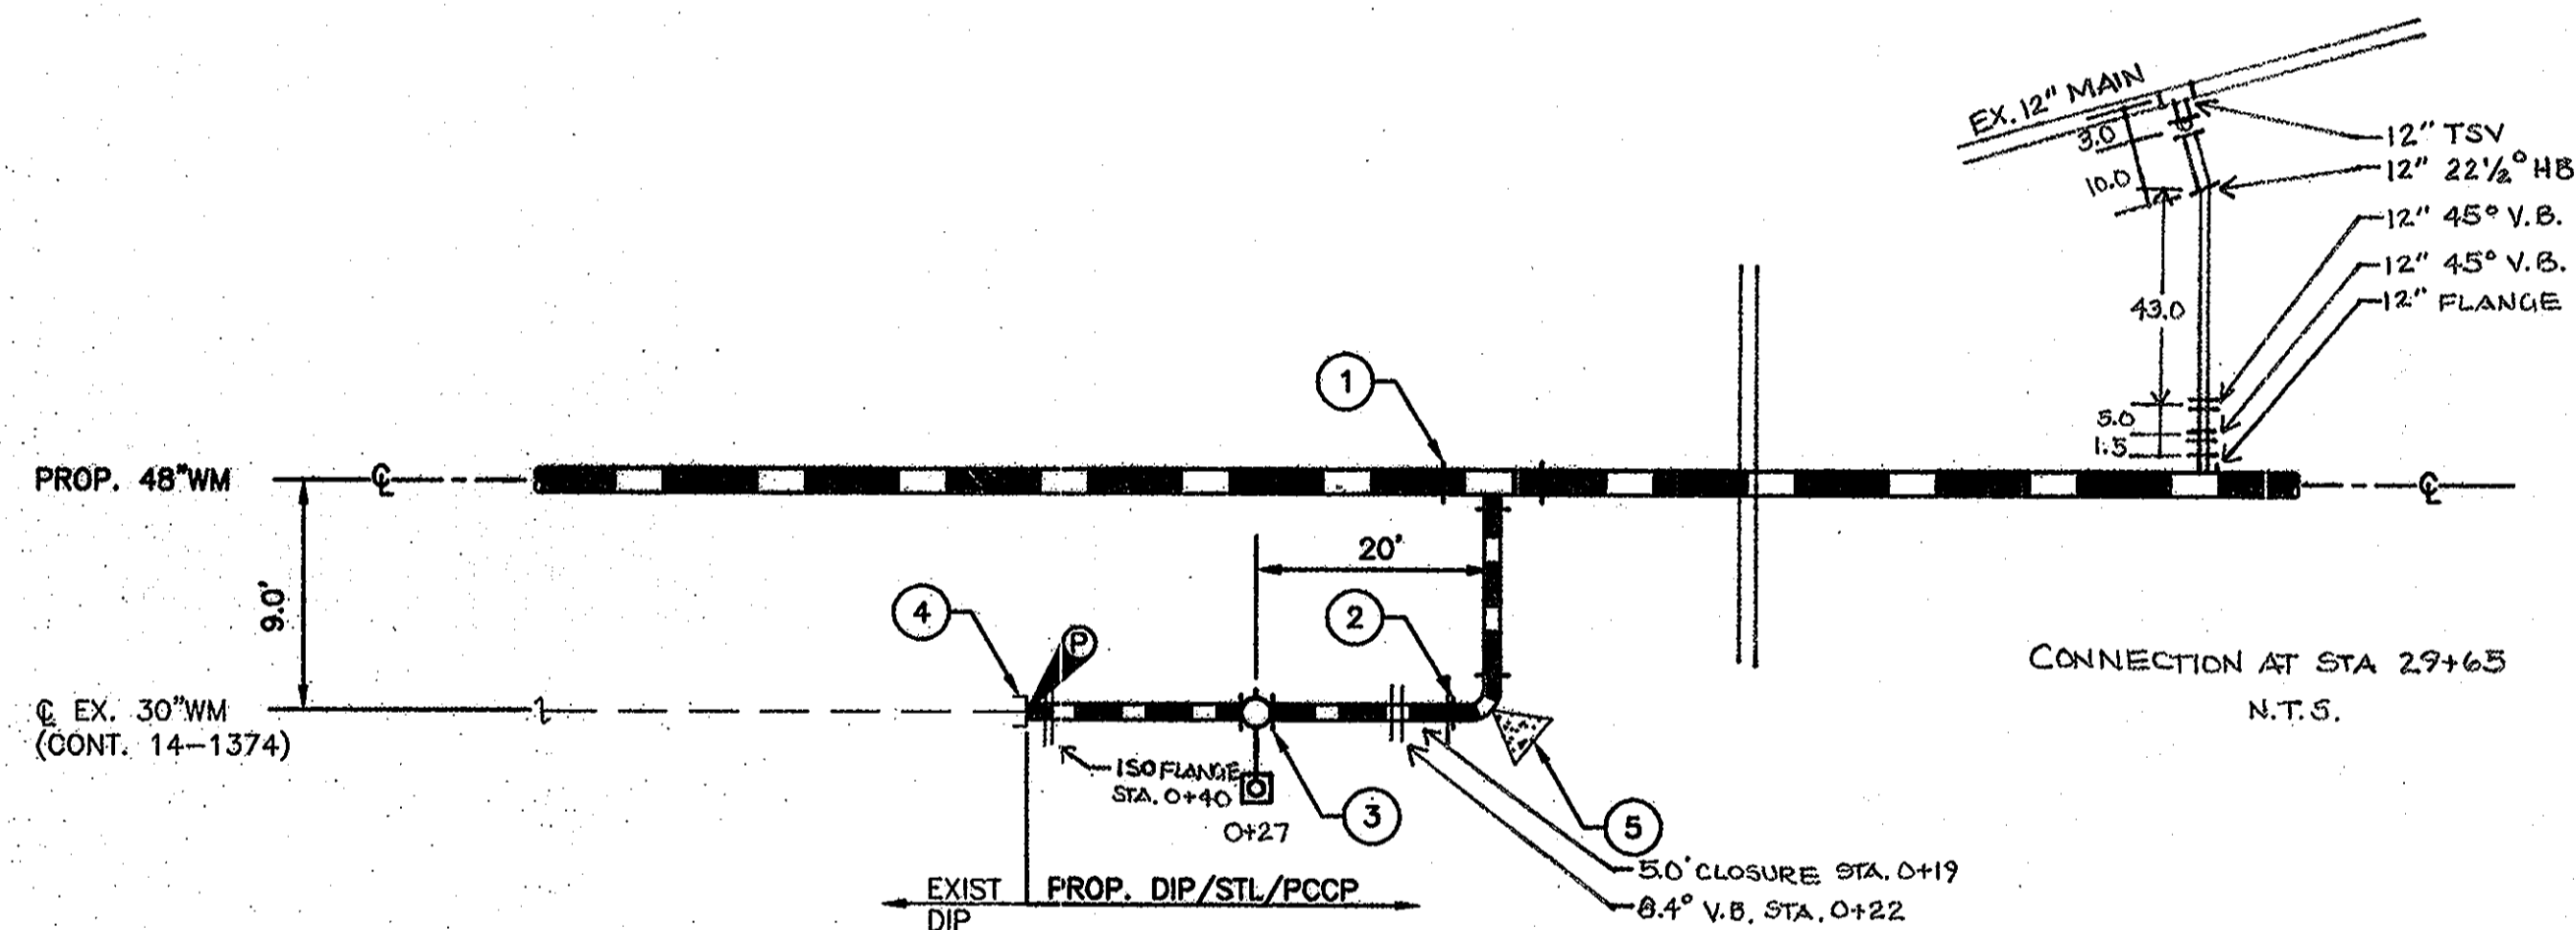 EX. 12" MAIN
3.0
10.0
12" TSV
12" 22½° HB
12" 45° V.B.
12" 45° V.B.
12" FLANGE
43.0
5.0
1.5
1
PROP. 48"WM
℄
℄
20'
9.0'
4
P
2
CONNECTION AT STA 29+65
N.T.S.
℄ EX. 30"WM
(CONT. 14-1374)
ISO FLANGE
STA. 0+40
0+27
3
5
5.0' CLOSURE STA. 0+19
8.4° V.B. STA. 0+22
EXIST PROP. DIP/STL/PCCP
DIP